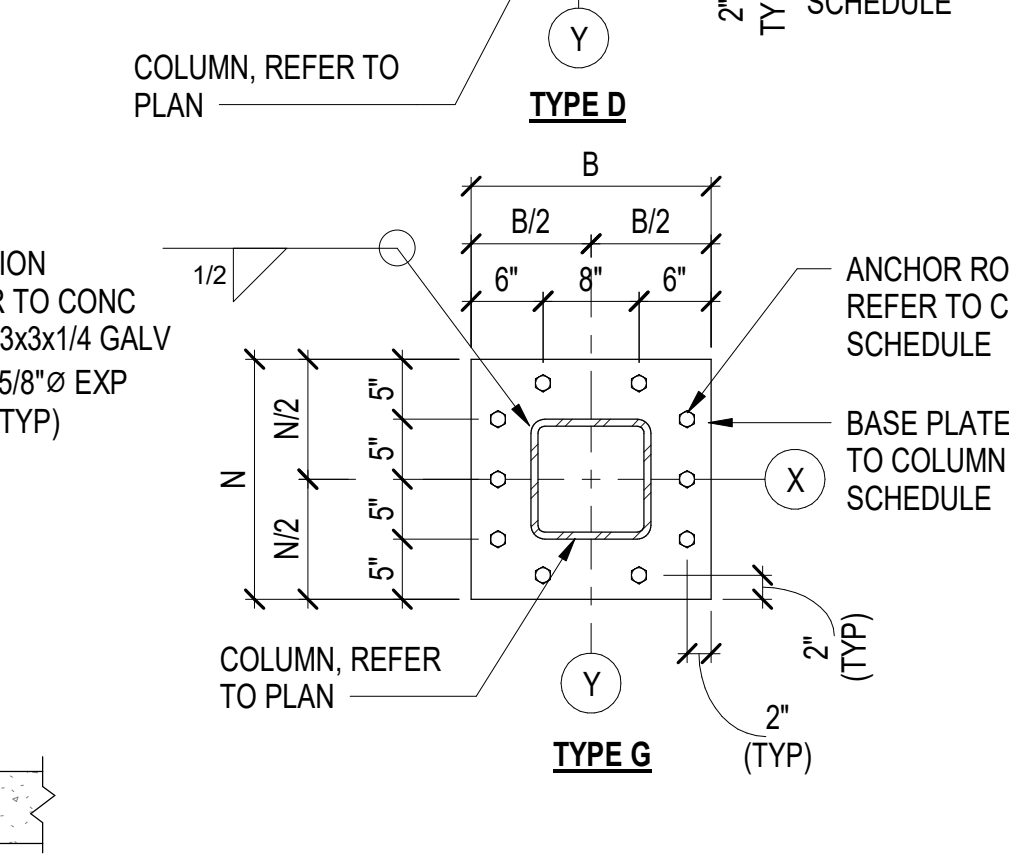 2"
TY
SCHEDULE
Y
COLUMN, REFER TO
PLAN
TYPE D
B
B/2
B/2
6"
8"
6"
1/2
ION
R TO CONC
3x3x1/4 GALV
5/8"Ø EXP
TYP)
ANCHOR RO
REFER TO C
SCHEDULE
N
N/2
N/2
5"
5"
5"
5"
BASE PLATE
TO COLUMN
SCHEDULE
X
COLUMN, REFER
TO PLAN
Y
2"
(TYP)
2"
(TYP)
TYPE G